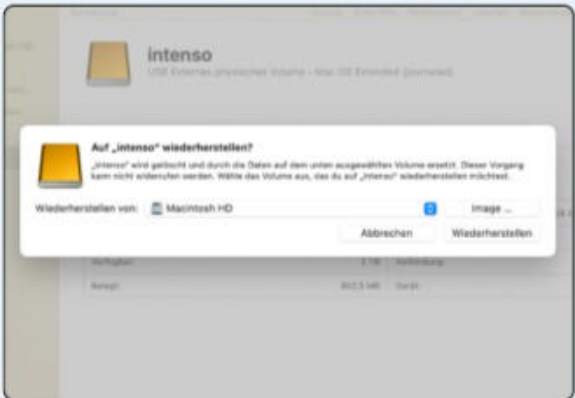 intenso
USB Externes physisches Volume • Mac OS Extended (Journaled)
Auf „intenso“ wiederherstellen?
„intenso“ wird gelöscht und durch die Daten auf dem unten ausgewählten Volume ersetzt. Dieser Vorgang
kann nicht widerrufen werden. Wähle das Volume aus, das du auf „intenso“ wiederherstellen möchtest.
Wiederherstellen von: Macintosh HD Image ...
Abbrechen Wiederherstellen
Verfügbar: Verbindung:
Belegt: Gerät: